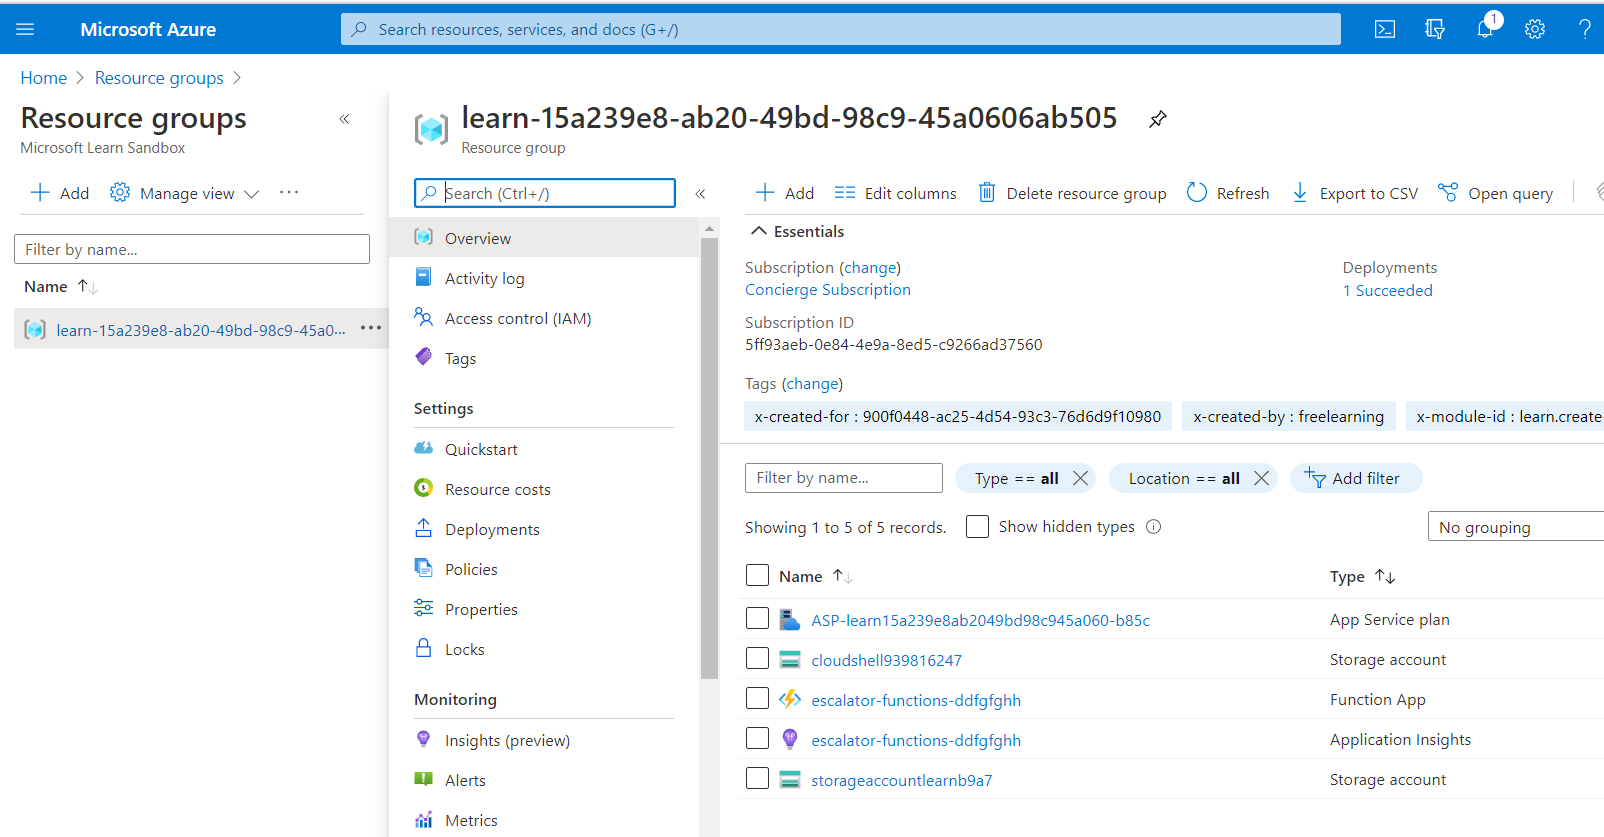 Microsoft Azure
Search resources, services, and docs (G+/)
1
Home > Resource groups >
Resource groups
Microsoft Learn Sandbox
Add
Manage view
Filter by name...
Name
learn-15a239e8-ab20-49bd-98c9-45a0...
learn-15a239e8-ab20-49bd-98c9-45a0606ab505
Resource group
Search (Ctrl+/)
Overview
Activity log
Access control (IAM)
Tags
Settings
Quickstart
Resource costs
Deployments
Policies
Properties
Locks
Monitoring
Insights (preview)
Alerts
Metrics
Add Edit columns Delete resource group Refresh Export to CSV Open query
Essentials
Subscription (change)
Concierge Subscription
Deployments
1 Succeeded
Subscription ID
5ff93aeb-0e84-4e9a-8ed5-c9266ad37560
Tags (change)
x-created-for : 900f0448-ac25-4d54-93c3-76d6d9f10980 x-created-by : freelearning x-module-id : learn.create-
Filter by name... Type == all Location == all Add filter
Showing 1 to 5 of 5 records. Show hidden types No grouping
Name Type
ASP-learn15a239e8ab2049bd98c945a060-b85c App Service plan
cloudshell939816247 Storage account
escalator-functions-ddfgfghh Function App
escalator-functions-ddfgfghh Application Insights
storageaccountlearnb9a7 Storage account